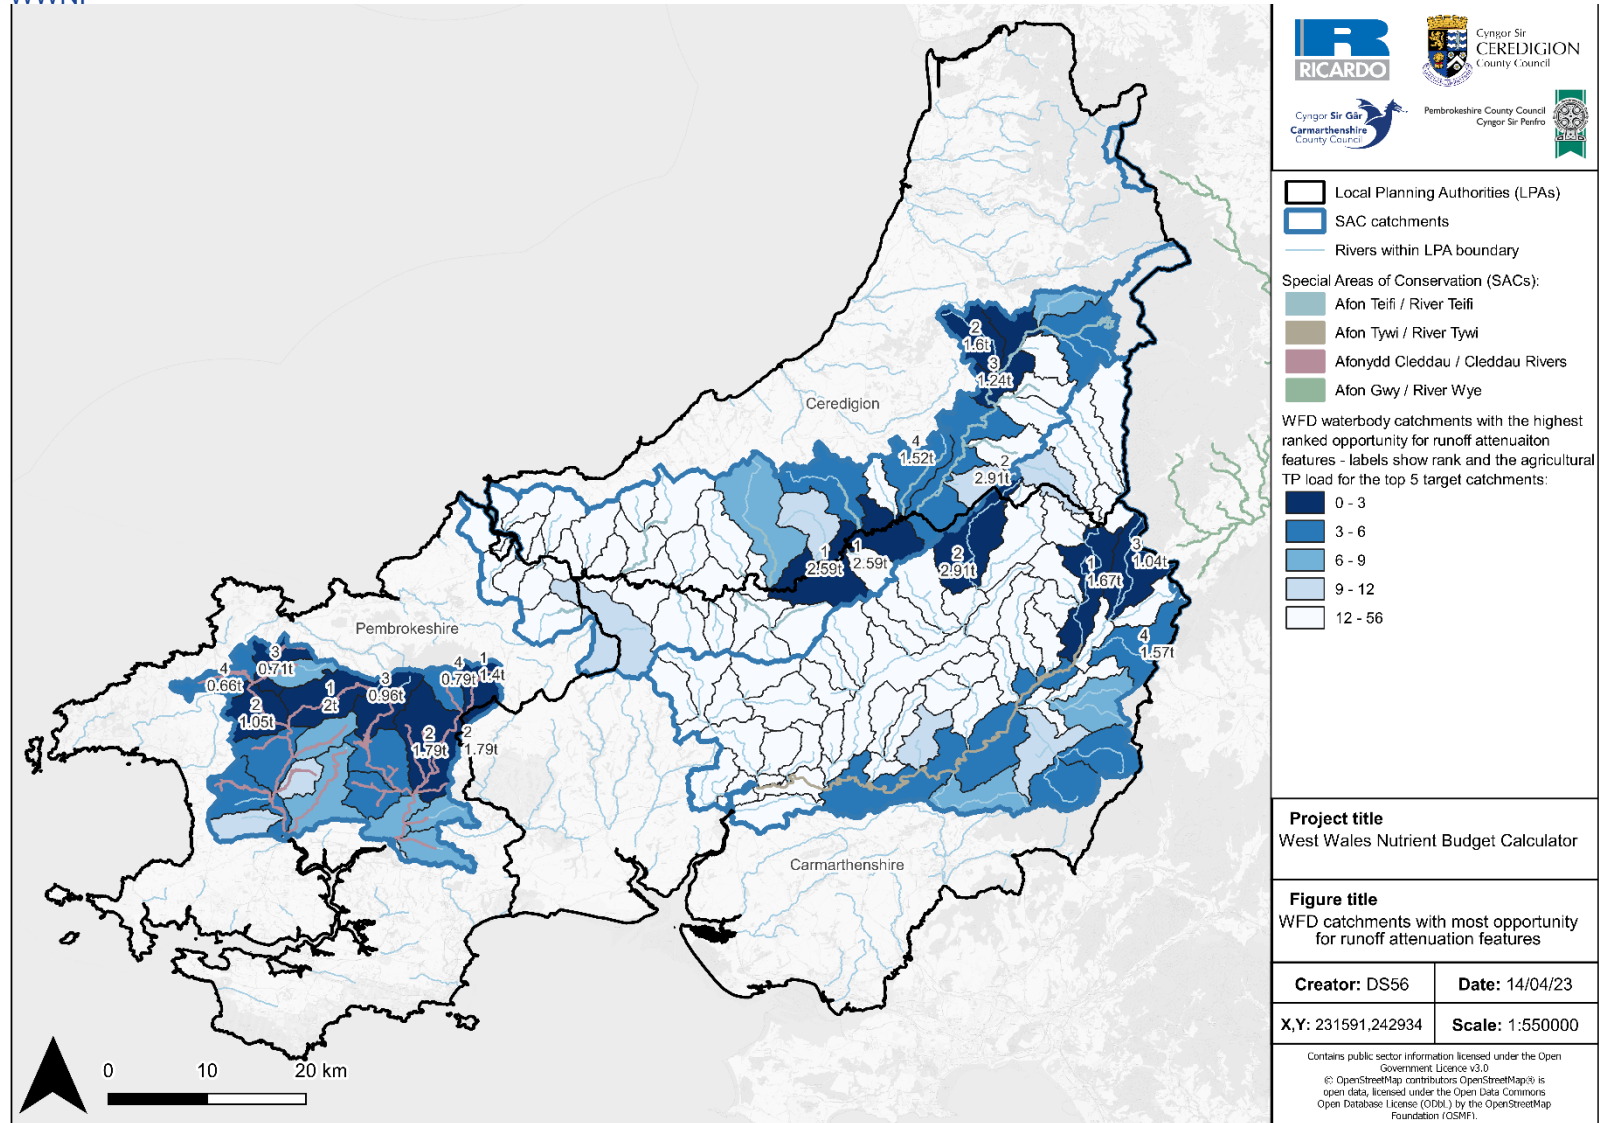 WWNP
RICARDO
Cyngor Sir
CEREDIGION
County Council
Cyngor Sir Gâr
Carmarthenshire
County Council
Pembrokeshire County Council
Cyngor Sir Penfro
Local Planning Authorities (LPAs)
SAC catchments
Rivers within LPA boundary
Special Areas of Conservation (SACs):
Afon Teifi / River Teifi
Afon Tywi / River Tywi
Afonydd Cleddau / Cleddau Rivers
Afon Gwy / River Wye
WFD waterbody catchments with the highest
ranked opportunity for runoff attenuaiton
features - labels show rank and the agricultural
TP load for the top 5 target catchments:
0 - 3
3 - 6
6 - 9
9 - 12
12 - 56
2
1.6t
3
1.24t
Ceredigion
4
1.52t
2
2.91t
1
2.59t
1
2.59t
2
2.91t
1
1.67t
3
1.04t
4
1.57t
Pembrokeshire
3
0.71t
4
0.66t
2
1.05t
1
2t
3
0.96t
4
0.79t
1
1.4t
2
1.79t
2
1.79t
Carmarthenshire
0
10
20 km
Project title
West Wales Nutrient Budget Calculator
Figure title
WFD catchments with most opportunity
for runoff attenuation features
Creator: DS56
Date: 14/04/23
X,Y: 231591,242934
Scale: 1:550000
Contains public sector information licensed under the Open
Government Licence v3.0
© OpenStreetMap contributors OpenStreetMap® is
open data, licensed under the Open Data Commons
Open Database License (ODbL) by the OpenStreetMap
Foundation (OSMF).